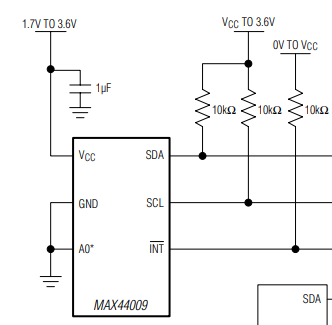 1.7V TO 3.6V
VCC TO 3.6V
0V TO VCC
1µF
10kΩ
10kΩ
10kΩ
VCC
SDA
GND
SCL
A0*
INT
MAX44009
SDA